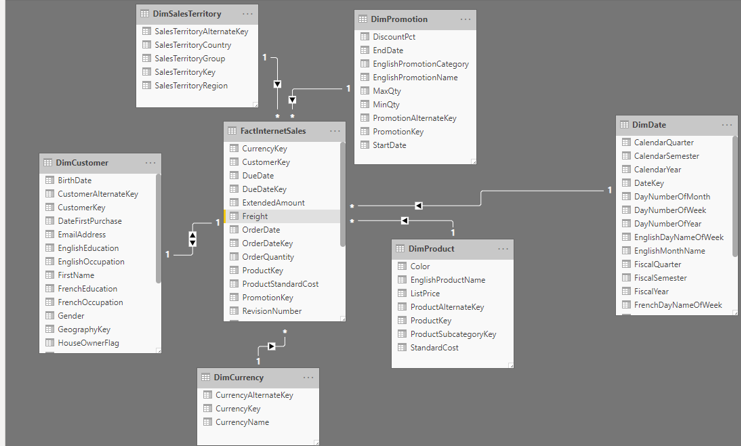 DimSalesTerritory ...
SalesTerritoryAlternateKey
SalesTerritoryCountry
SalesTerritoryGroup
SalesTerritoryKey
SalesTerritoryRegion
DimPromotion ...
DiscountPct
EndDate
EnglishPromotionCategory
EnglishPromotionName
MaxQty
MinQty
PromotionAlternateKey
PromotionKey
StartDate
1
1
*
*
FactInternetSales ...
CurrencyKey
CustomerKey
DueDate
DueDateKey
ExtendedAmount
Freight
OrderDate
OrderDateKey
OrderQuantity
ProductKey
ProductStandardCost
PromotionKey
RevisionNumber
DimDate ...
CalendarQuarter
CalendarSemester
CalendarYear
DateKey
DayNumberOfMonth
DayNumberOfWeek
DayNumberOfYear
EnglishDayNameOfWeek
EnglishMonthName
FiscalQuarter
FiscalSemester
FiscalYear
FrenchDayNameOfWeek
DimCustomer ...
BirthDate
CustomerAlternateKey
CustomerKey
DateFirstPurchase
EmailAddress
EnglishEducation
EnglishOccupation
FirstName
FrenchEducation
FrenchOccupation
Gender
GeographyKey
HouseOwnerFlag
1
1
*
1
*
1
DimProduct ...
Color
EnglishProductName
ListPrice
ProductAlternateKey
ProductKey
ProductSubcategoryKey
StandardCost
*
1
DimCurrency ...
CurrencyAlternateKey
CurrencyKey
CurrencyName